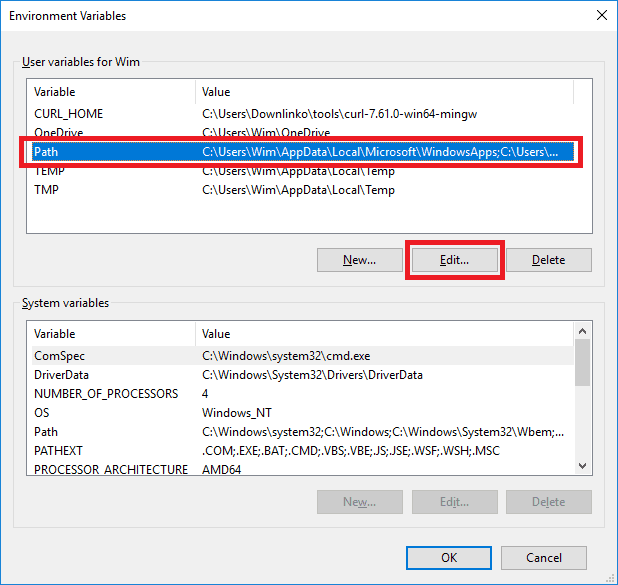 Environment Variables
User variables for Wim
Variable Value
CURL_HOME C:\Users\Downlinko\tools\curl-7.61.0-win64-mingw
OneDrive C:\Users\Wim\OneDrive
Path C:\Users\Wim\AppData\Local\Microsoft\WindowsApps;C:\Users\...
TEMP C:\Users\Wim\AppData\Local\Temp
TMP C:\Users\Wim\AppData\Local\Temp
New... Edit... Delete
System variables
Variable Value
ComSpec C:\Windows\system32\cmd.exe
DriverData C:\Windows\System32\Drivers\DriverData
NUMBER_OF_PROCESSORS 4
OS Windows_NT
Path C:\Windows\system32;C:\Windows;C:\Windows\System32\Wbem;...
PATHEXT .COM;.EXE;.BAT;.CMD;.VBS;.VBE;.JS;.JSE;.WSF;.WSH;.MSC
PROCESSOR_ARCHITECTURE AMD64
New... Edit... Delete
OK Cancel